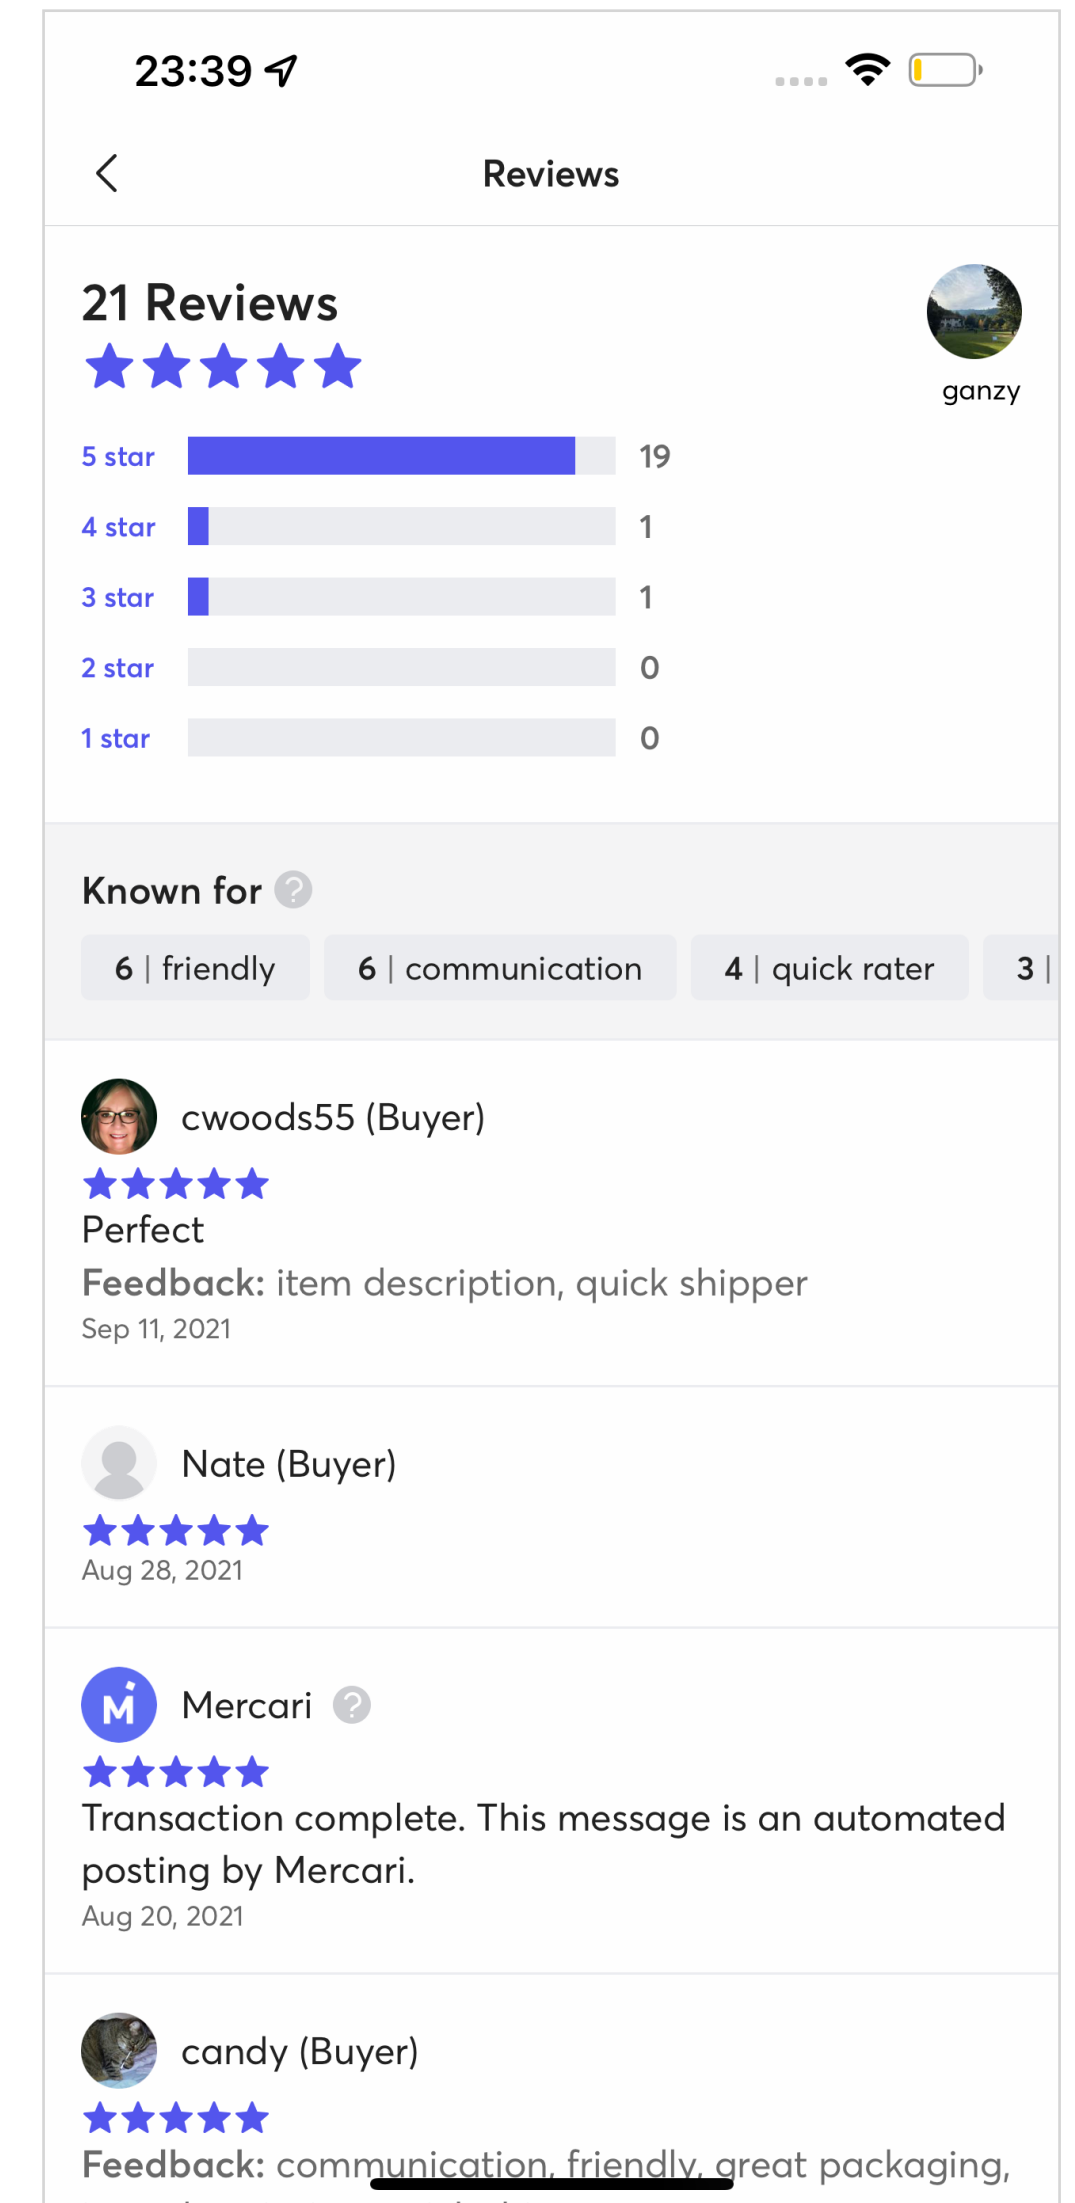 23:39
Reviews
21 Reviews
ganzy
5 star 19
4 star 1
3 star 1
2 star 0
1 star 0
Known for ?
6 | friendly 6 | communication 4 | quick rater 3 |
cwoods55 (Buyer)
Perfect
Feedback: item description, quick shipper
Sep 11, 2021
Nate (Buyer)
Aug 28, 2021
M Mercari ?
Transaction complete. This message is an automated
posting by Mercari.
Aug 20, 2021
candy (Buyer)
Feedback: communication, friendly, great packaging,